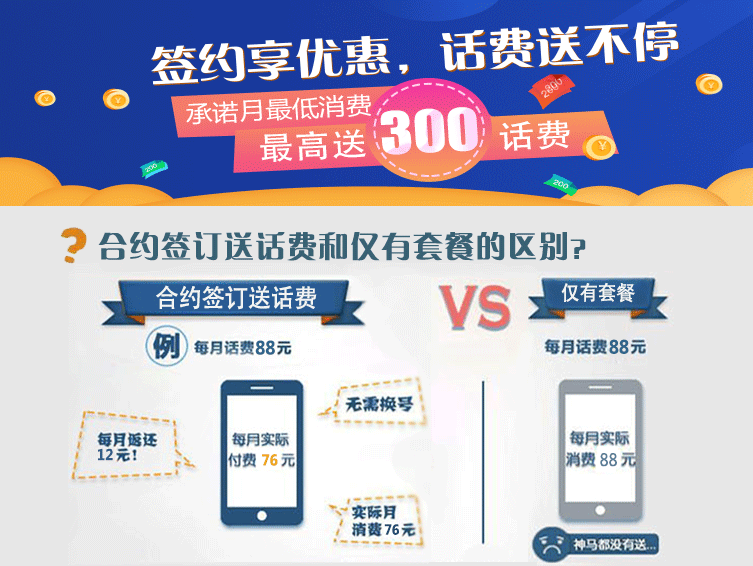 签约享优惠，话费送不停
承诺月最低消费
最高送300话费
2800
200
200
? 合约签订送话费和仅有套餐的区别?
合约签订送话费
VS
仅有套餐
例 每月话费88元
每月话费88元
无需换号
每月返还
12元!
每月实际
付费 76 元
每月实际
消费 88 元
实际月
消费76元
神马都没有送...